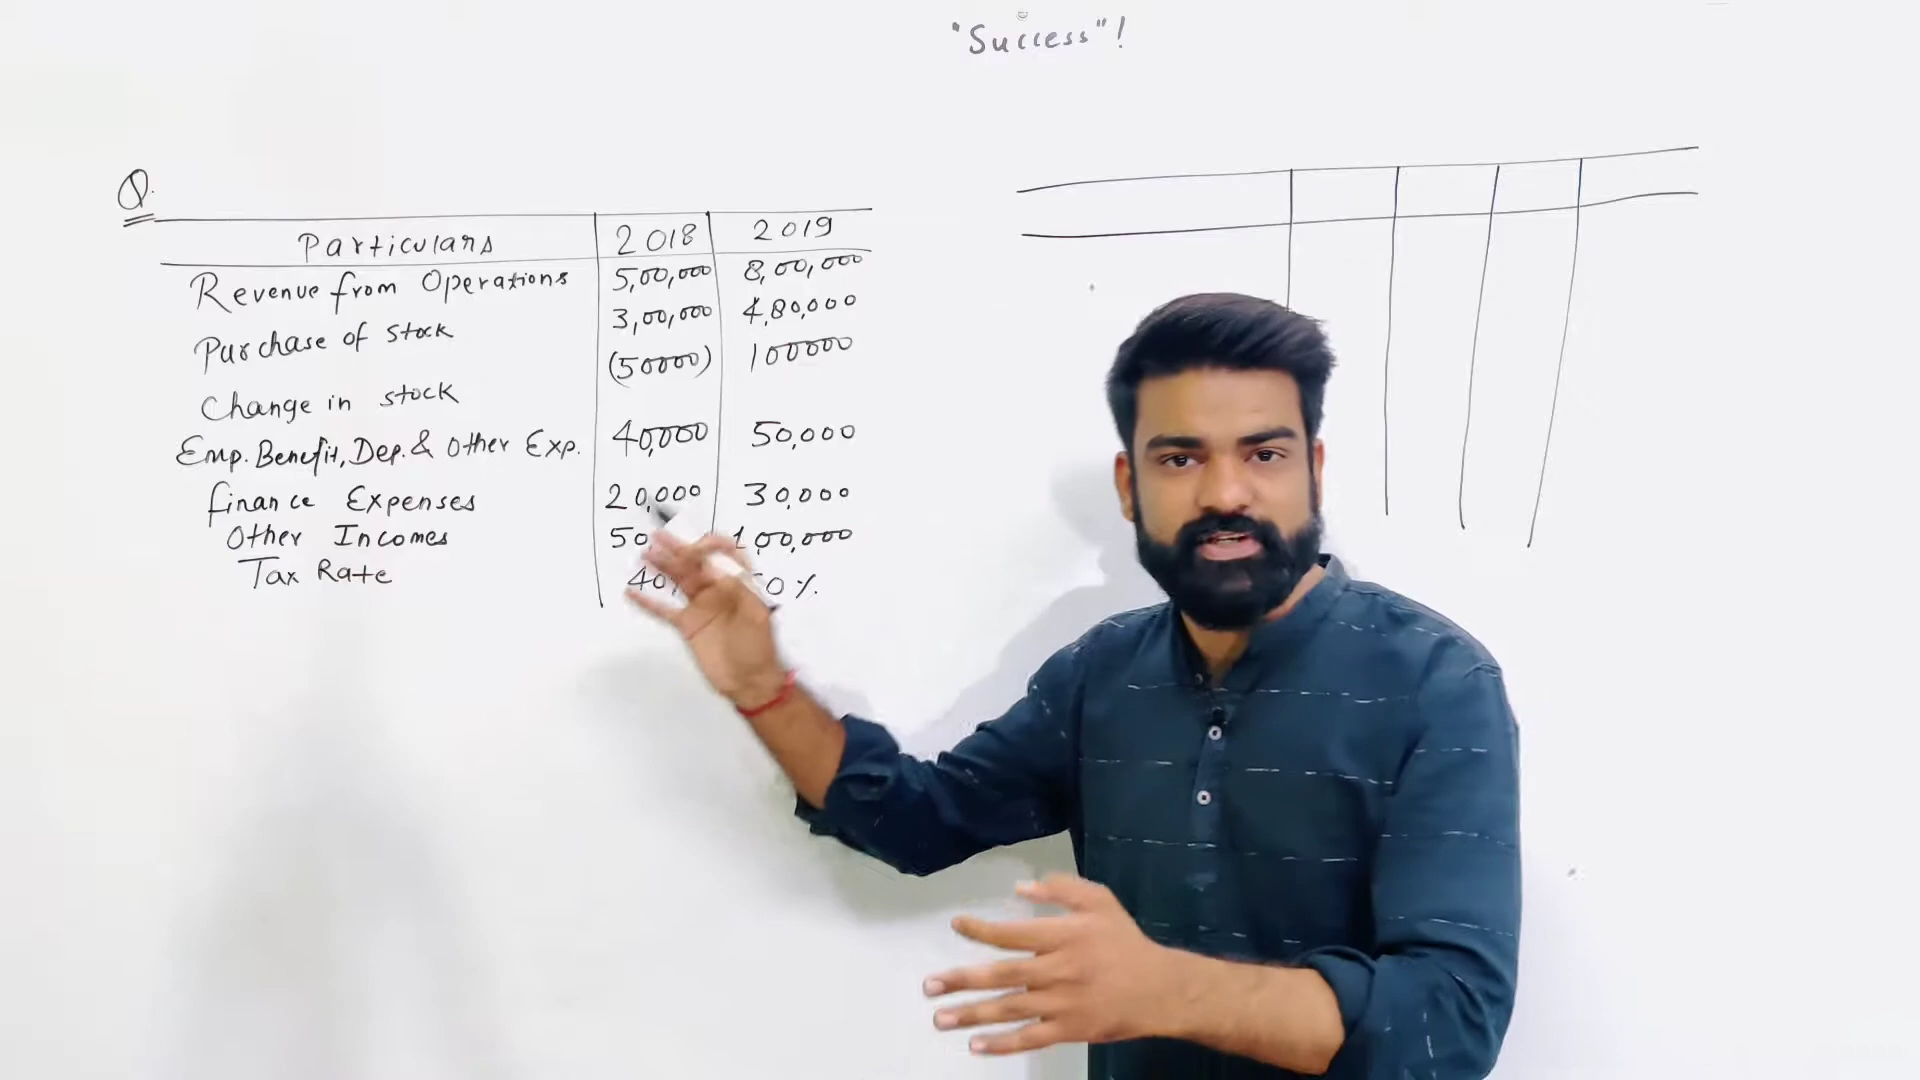 "Success"!
Q.
Particulars 2018 2019
Revenue from Operations 5,00,000 8,00,000
Purchase of stock 3,00,000 4,80,000
Change in stock (50000) 100000
Emp. Benefit, Dep. & Other Exp. 40,000 50,000
Finance Expenses 20,000 30,000
Other Incomes 1,00,000
Tax Rate